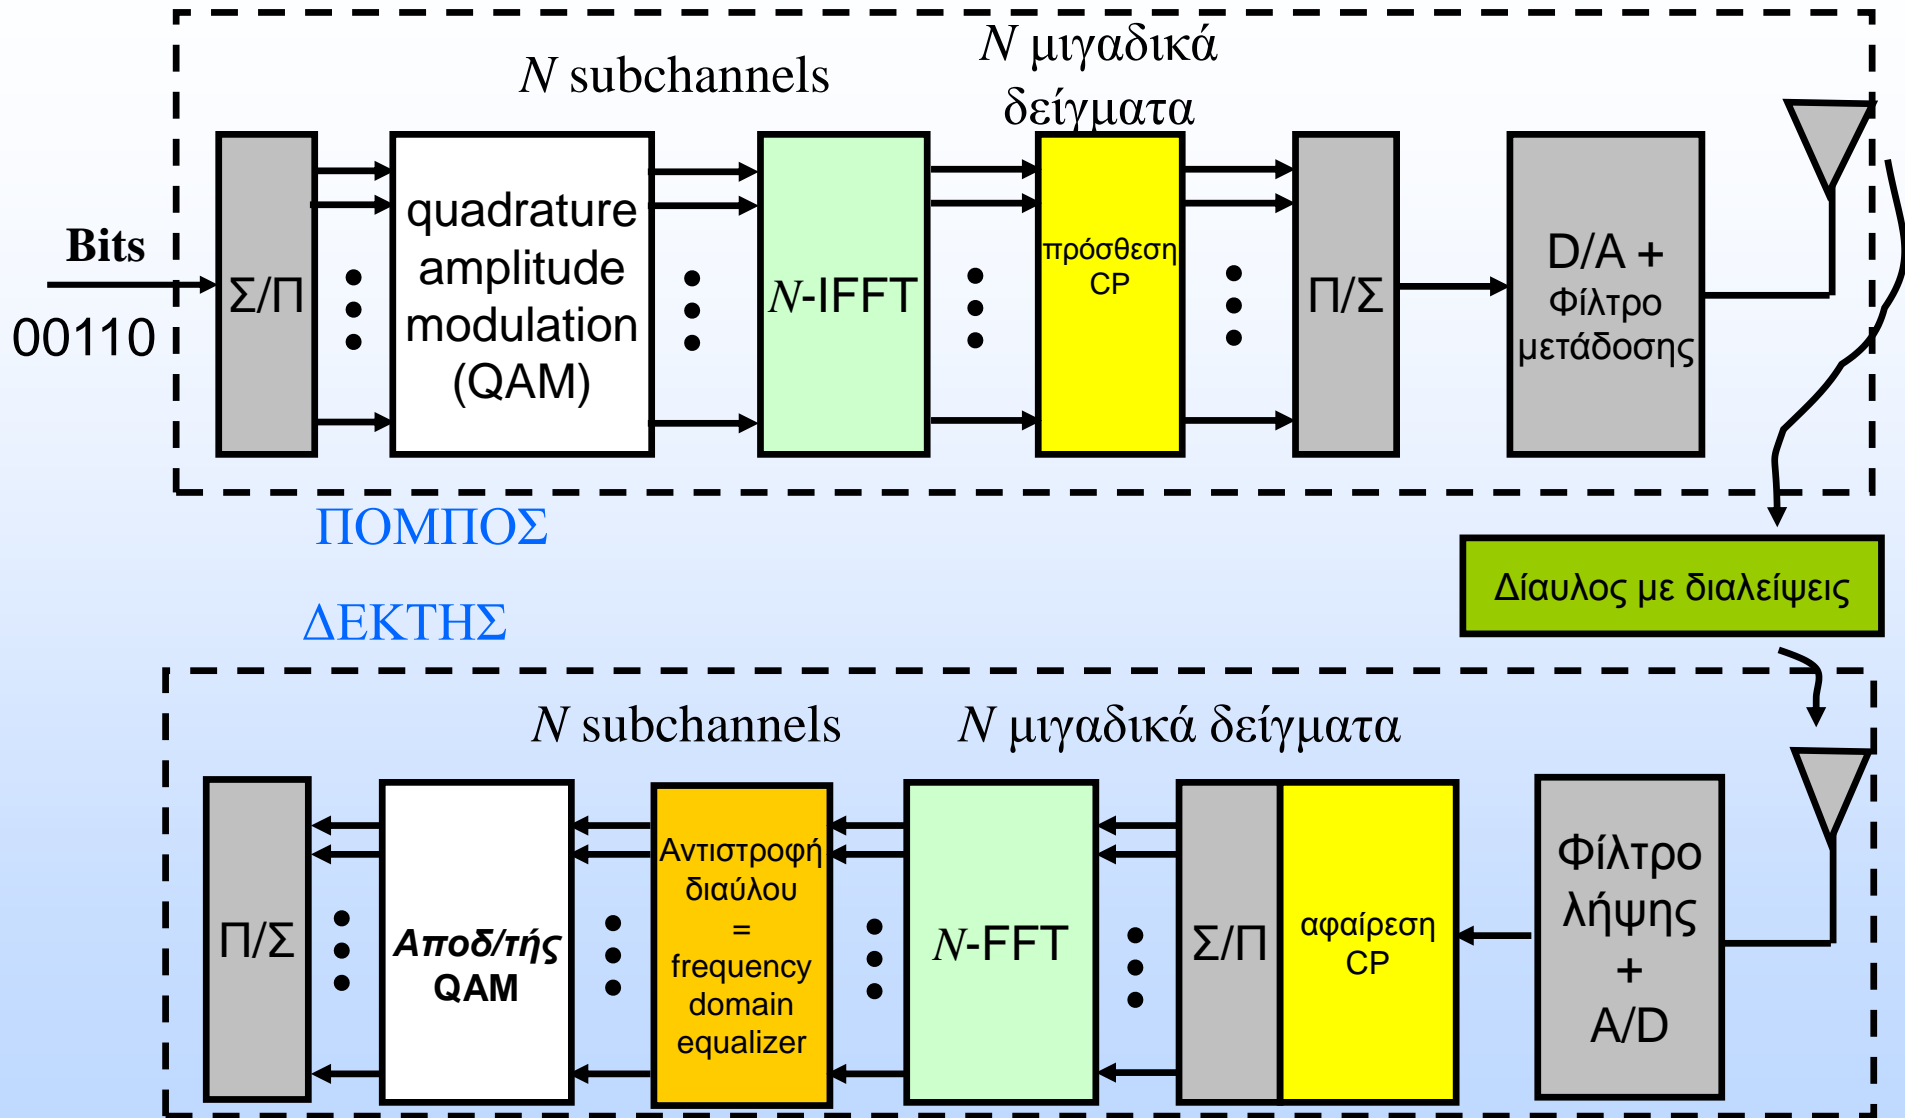 N subchannels
N μιγαδικά
δείγματα
Bits
00110
Σ/Π
quadrature
amplitude
modulation
(QAM)
N-IFFT
πρόσθεση
CP
Π/Σ
D/A +
Φίλτρο
μετάδοσης
ΠΟΜΠΟΣ
Δίαυλος με διαλείψεις
ΔΕΚΤΗΣ
N subchannels
N μιγαδικά δείγματα
Π/Σ
Αποδ/τής
QAM
Αντιστροφή
διαύλου
=
frequency
domain
equalizer
N-FFT
Σ/Π
αφαίρεση
CP
Φίλτρο
λήψης
+
A/D